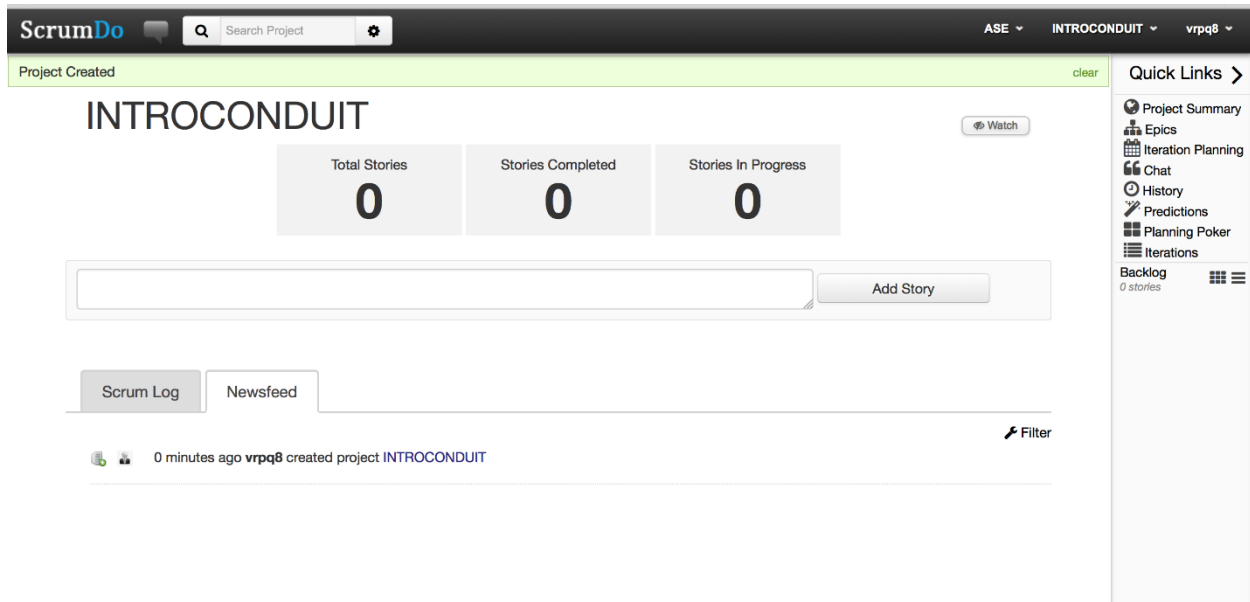 ScrumDo Search Project ASE INTROCONDUIT vrpq8
Project Created clear
INTROCONDUIT
Watch
Total Stories Stories Completed Stories In Progress
0 0 0
Add Story
Scrum Log Newsfeed
Filter
0 minutes ago vrpq8 created project INTROCONDUIT
Quick Links
Project Summary
Epics
Iteration Planning
Chat
History
Predictions
Planning Poker
Iterations
Backlog
0 stories